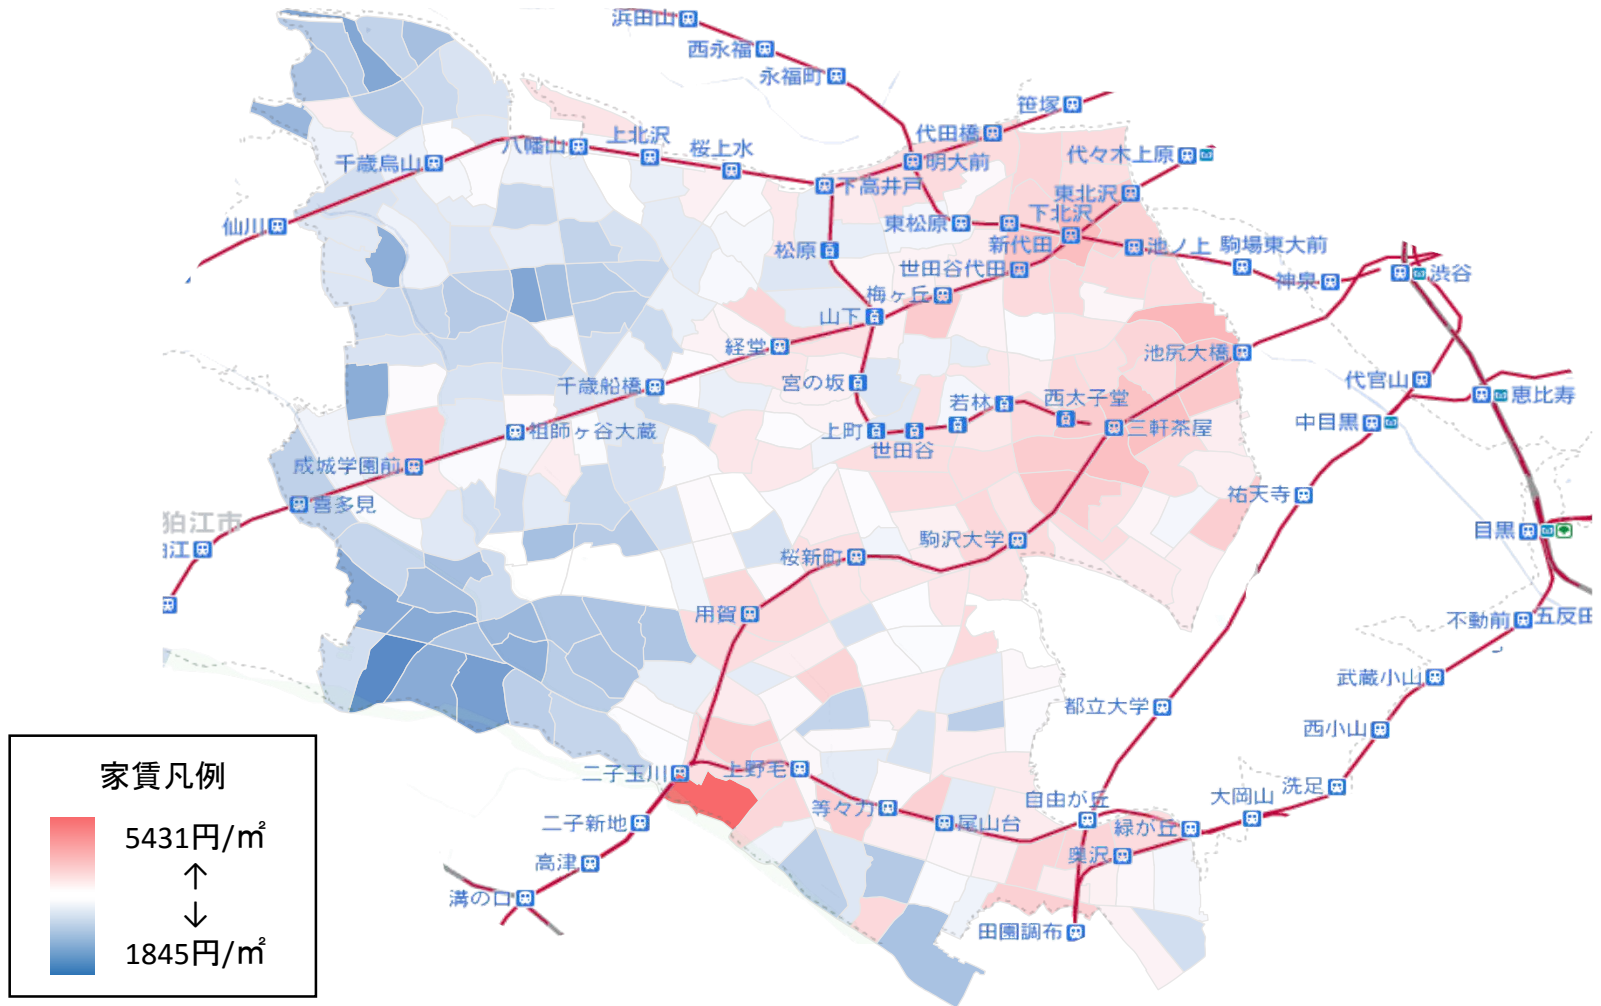 浜田山
西永福
永福町
笹塚
代田橋
上北沢
八幡山
桜上水
千歳烏山
明大前
代々木上原
下高井戸
東北沢
仙川
東松原
下北沢
松原
新代田
池ノ上
駒場東大前
世田谷代田
渋谷
神泉
梅ヶ丘
山下
経堂
池尻大橋
千歳船橋
宮の坂
代官山
恵比寿
若林
西太子堂
中目黒
祖師ヶ谷大蔵
上町
三軒茶屋
世田谷
成城学園前
祐天寺
喜多見
狛江市
江
目黒
桜新町
駒沢大学
用賀
不動前
五反田
武蔵小山
都立大学
西小山
二子玉川
上野毛
洗足
等々力
自由が丘
大岡山
二子新地
尾山台
緑が丘
奥沢
高津
溝の口
田園調布
家賃凡例
5431円/㎡
↑
↓
1845円/㎡